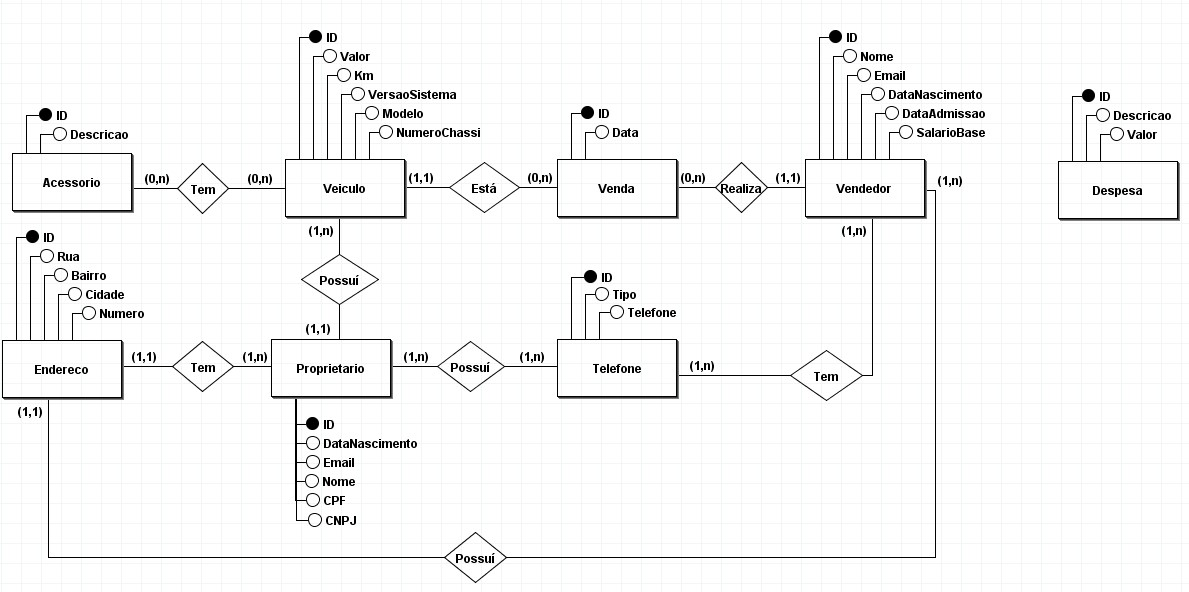 ID
Descricao
Acessorio
(0,n)
Tem
(0,n)
ID
Valor
Km
VersaoSistema
Modelo
NumeroChassi
Veiculo
(1,1)
Está
(0,n)
ID
Data
Venda
(0,n)
Realiza
(1,1)
ID
Nome
Email
DataNascimento
DataAdmissao
SalarioBase
Vendedor
(1,n)
(1,n)
ID
Descricao
Valor
Despesa
(1,n)
Possuí
(1,1)
ID
Rua
Bairro
Cidade
Numero
Endereco
(1,1)
(1,1)
Tem
(1,n)
Proprietario
(1,n)
Possuí
(1,n)
ID
Tipo
Telefone
Telefone
(1,n)
Tem
ID
DataNascimento
Email
Nome
CPF
CNPJ
Possuí